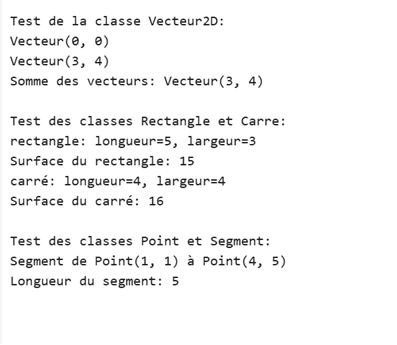 Test de la classe Vecteur2D:
Vecteur(0, 0)
Vecteur(3, 4)
Somme des vecteurs: Vecteur(3, 4)
Test des classes Rectangle et Carre:
rectangle: longueur=5, largeur=3
Surface du rectangle: 15
carré: longueur=4, largeur=4
Surface du carré: 16
Test des classes Point et Segment:
Segment de Point(1, 1) à Point(4, 5)
Longueur du segment: 5